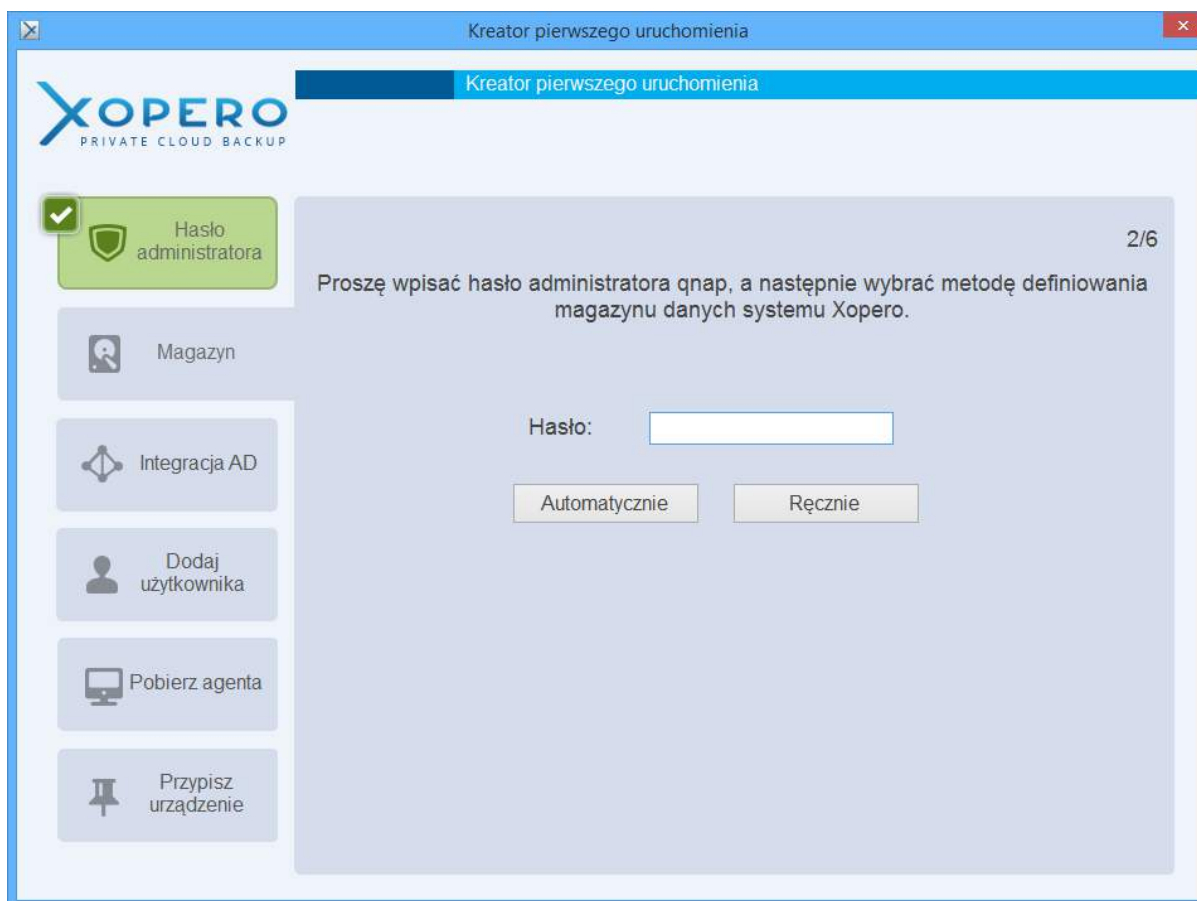 Kreator pierwszego uruchomienia
Kreator pierwszego uruchomienia
XOPERO
PRIVATE CLOUD BACKUP
Hasło
administratora
Magazyn
Integracja AD
Dodaj
użytkownika
Pobierz agenta
Przypisz
urządzenie
2/6
Proszę wpisać hasło administratora qnap, a następnie wybrać metodę definiowania
magazynu danych systemu Xopero.
Hasło:
Automatycznie
Ręcznie